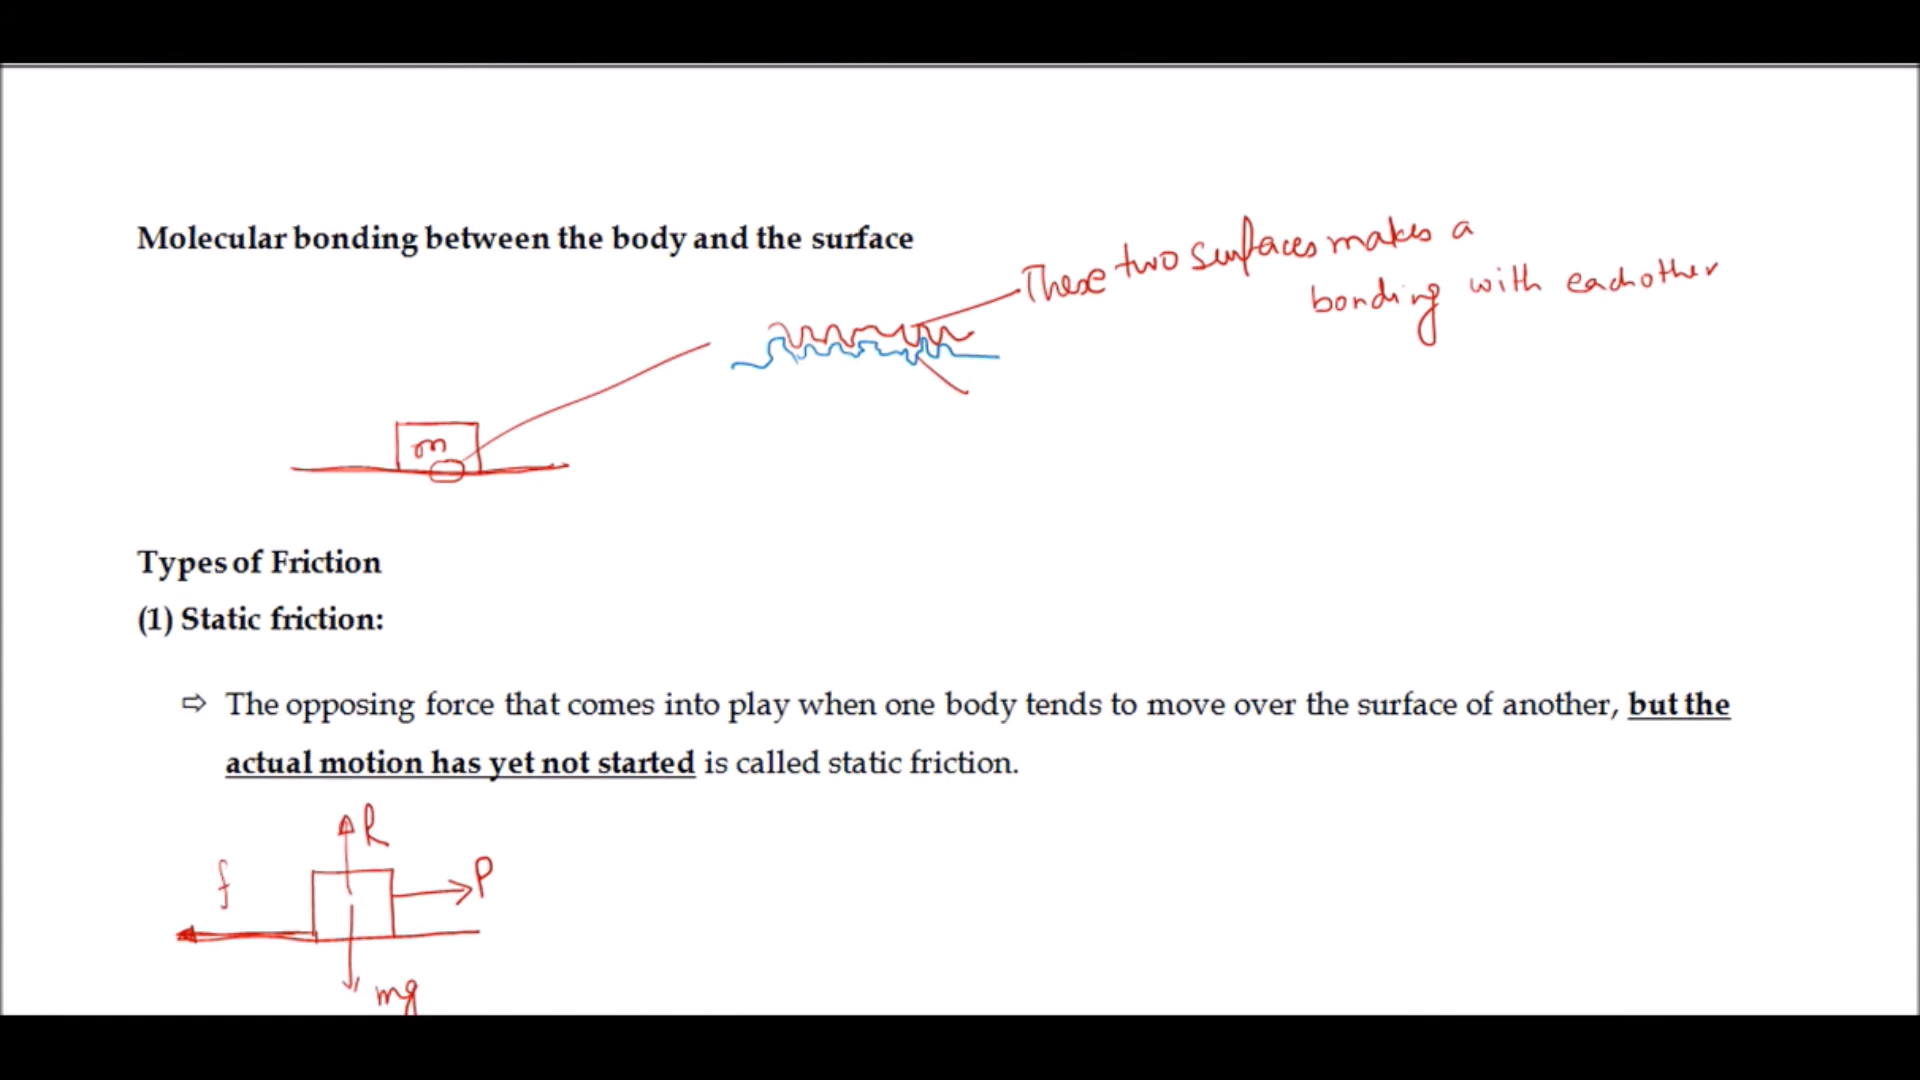 Molecular bonding between the body and the surface
These two surfaces makes a
bonding with eachother
m
Types of Friction
(1) Static friction:
⇨ The opposing force that comes into play when one body tends to move over the surface of another, but the
actual motion has yet not started is called static friction.
R
f
P
mg